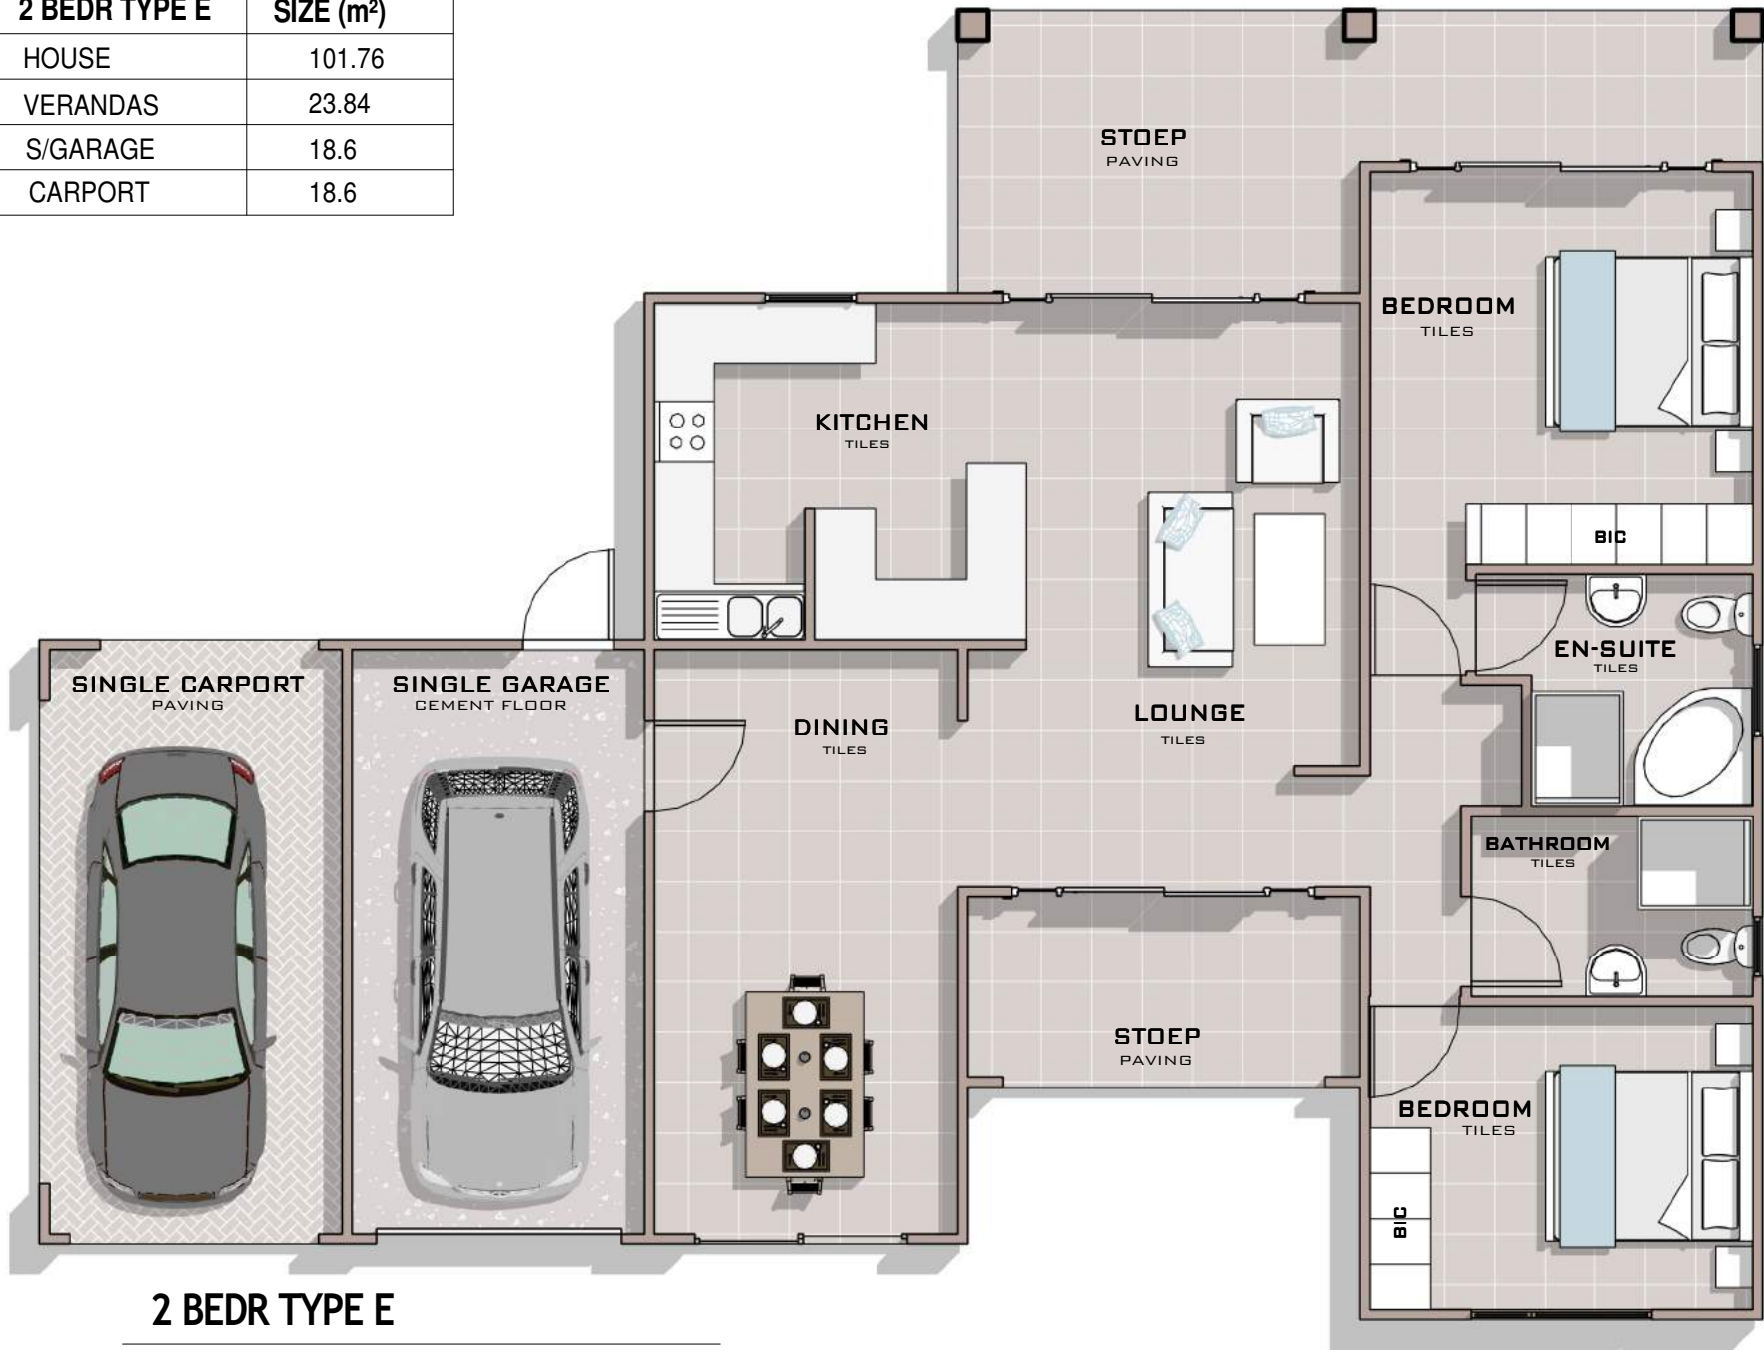 2 BEDR TYPE E SIZE (m²)
HOUSE 101.76
VERANDAS 23.84
S/GARAGE 18.6
CARPORT 18.6
STOEP
PAVING
BEDROOM
TILES
KITCHEN
TILES
BIC
EN-SUITE
TILES
SINGLE CARPORT
PAVING
SINGLE GARAGE
CEMENT FLOOR
DINING
TILES
LOUNGE
TILES
BATHROOM
TILES
STOEP
PAVING
BEDROOM
TILES
BIC
2 BEDR TYPE E